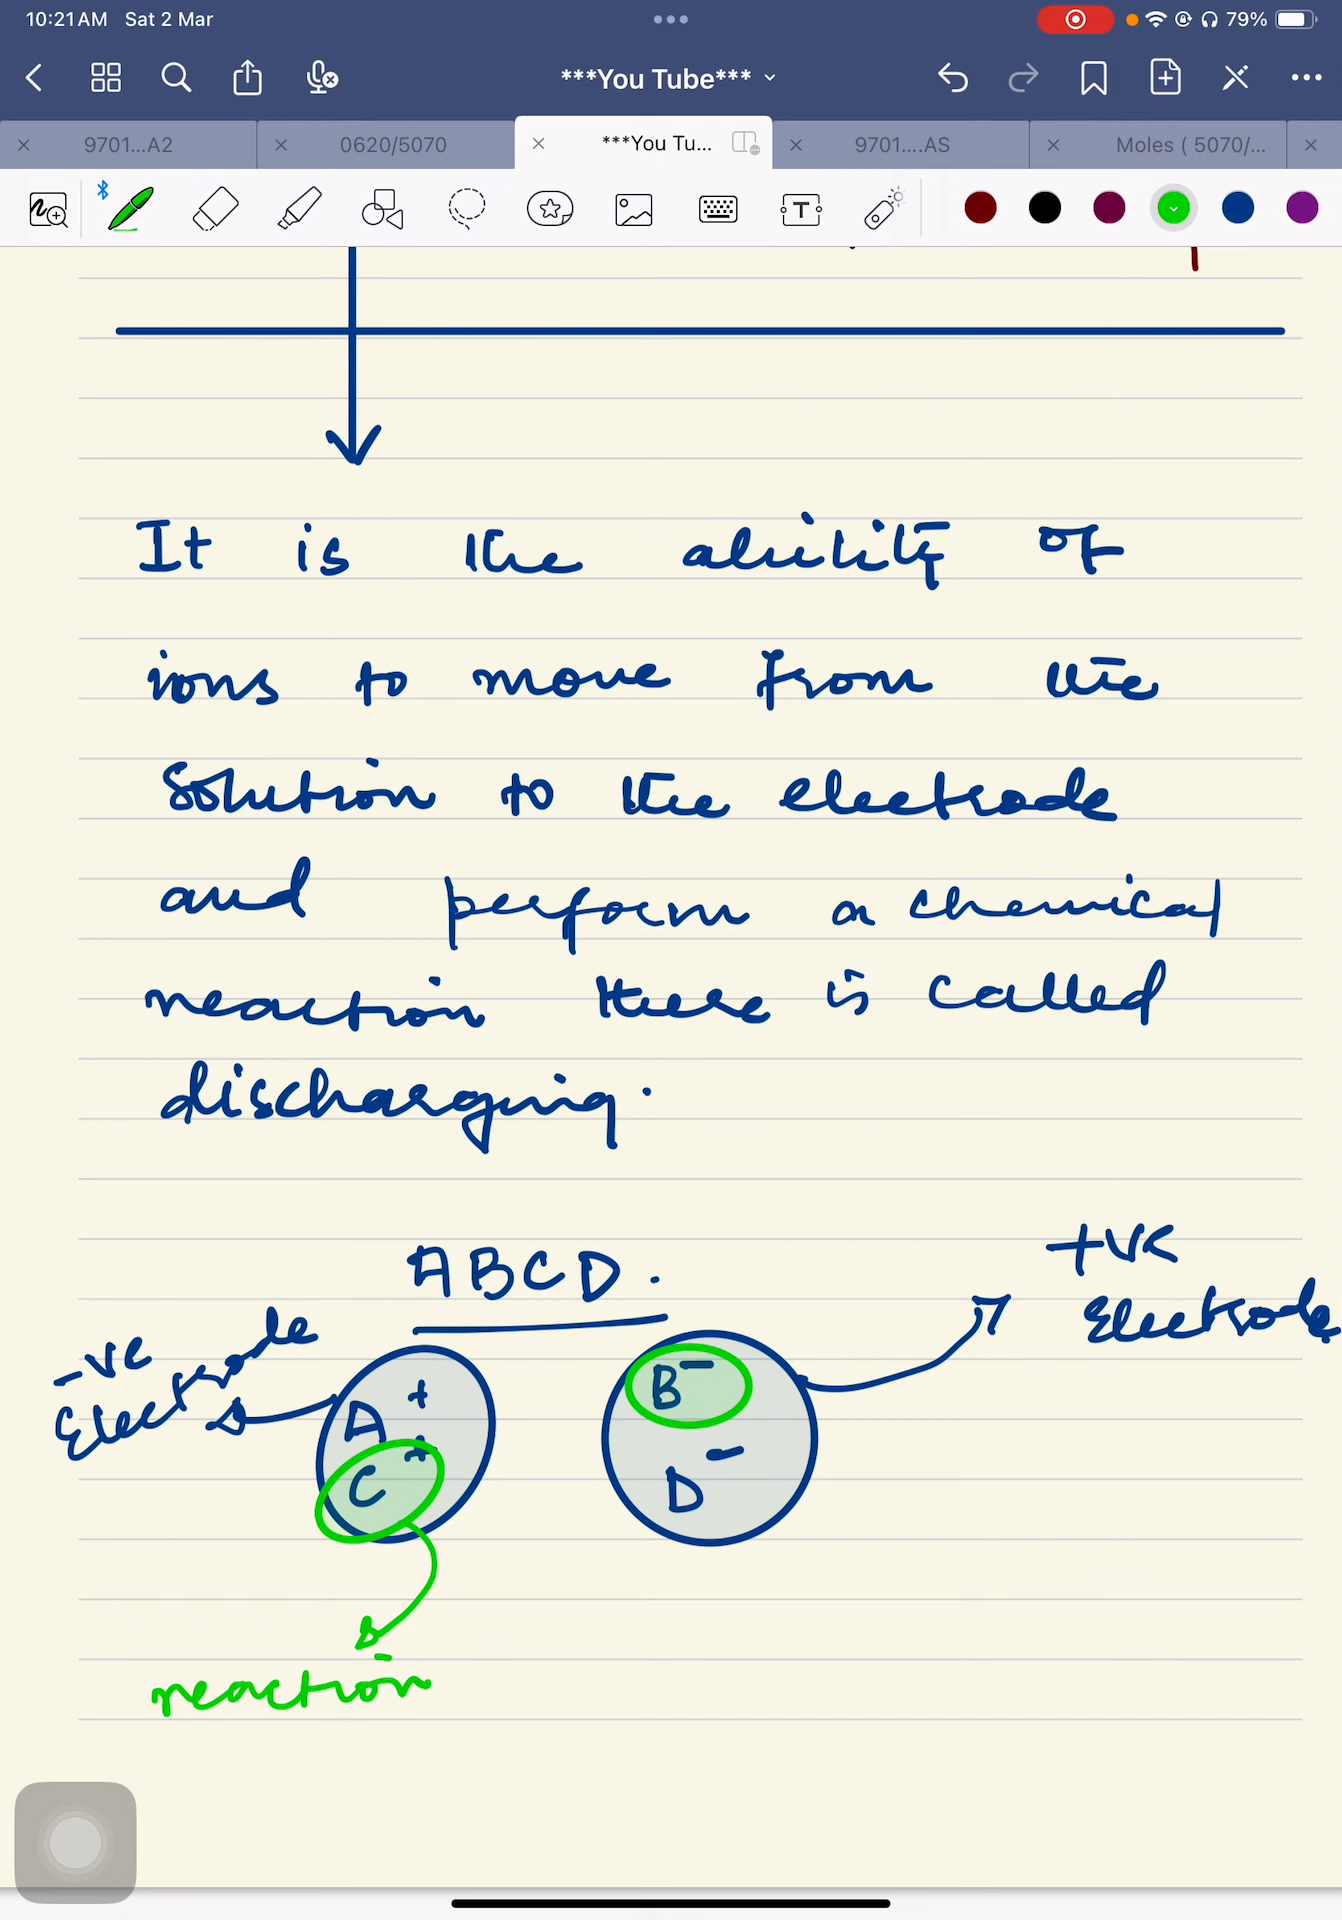 10:21 AM Sat 2 Mar
79%
***You Tube***
9701...A2
0620/5070
***You Tu...
9701....AS
Moles ( 5070/...
T
It is the ability of
ions to move from the
solution to the electrode
and perform a chemical
reaction there is called
discharging.
ABCD.
+ve
Electrode
-ve
Electrode
A+
C+
B-
D-
reaction